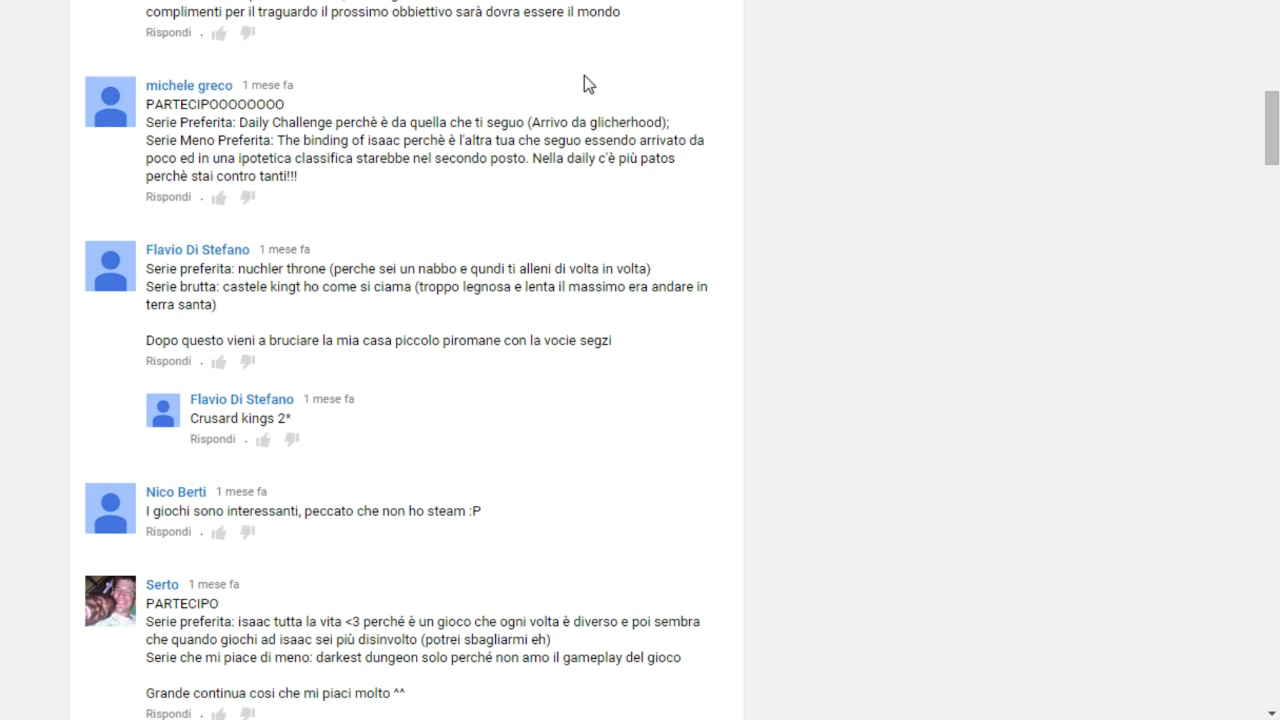 complimenti per il traguardo il prossimo obbiettivo sarà dovra essere il mondo
Rispondi .
michele greco 1 mese fa
PARTECIPOOOOOOOO
Serie Preferita: Daily Challenge perchè è da quella che ti seguo (Arrivo da glicherhood);
Serie Meno Preferita: The binding of isaac perchè è l'altra tua che seguo essendo arrivato da
poco ed in una ipotetica classifica starebbe nel secondo posto. Nella daily c'è più patos
perchè stai contro tanti!!!
Rispondi .
Flavio Di Stefano 1 mese fa
Serie preferita: nuchler throne (perche sei un nabbo e qundi ti alleni di volta in volta)
Serie brutta: castele kingt ho come si ciama (troppo legnosa e lenta il massimo era andare in
terra santa)
Dopo questo vieni a bruciare la mia casa piccolo piromane con la vocie segzi
Rispondi .
Flavio Di Stefano 1 mese fa
Crusard kings 2*
Rispondi .
Nico Berti 1 mese fa
I giochi sono interessanti, peccato che non ho steam :P
Rispondi .
Serto 1 mese fa
PARTECIPO
Serie preferita: isaac tutta la vita <3 perché è un gioco che ogni volta è diverso e poi sembra
che quando giochi ad isaac sei più disinvolto (potrei sbagliarmi eh)
Serie che mi piace di meno: darkest dungeon solo perché non amo il gameplay del gioco
Grande continua cosi che mi piaci molto ^^
Rispondi .